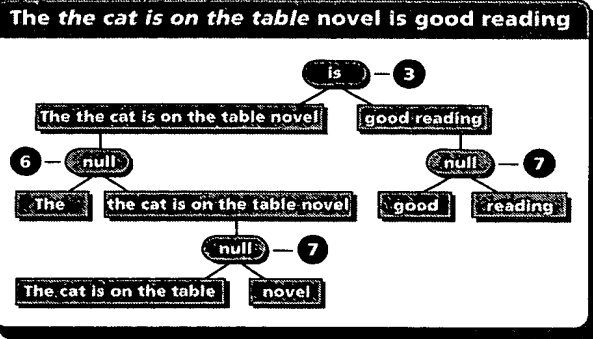 The the cat is on the table novel is good reading
is 3
The the cat is on the table novel good reading
6 null null 7
The the cat is on the table novel good reading
null 7
The cat is on the table novel